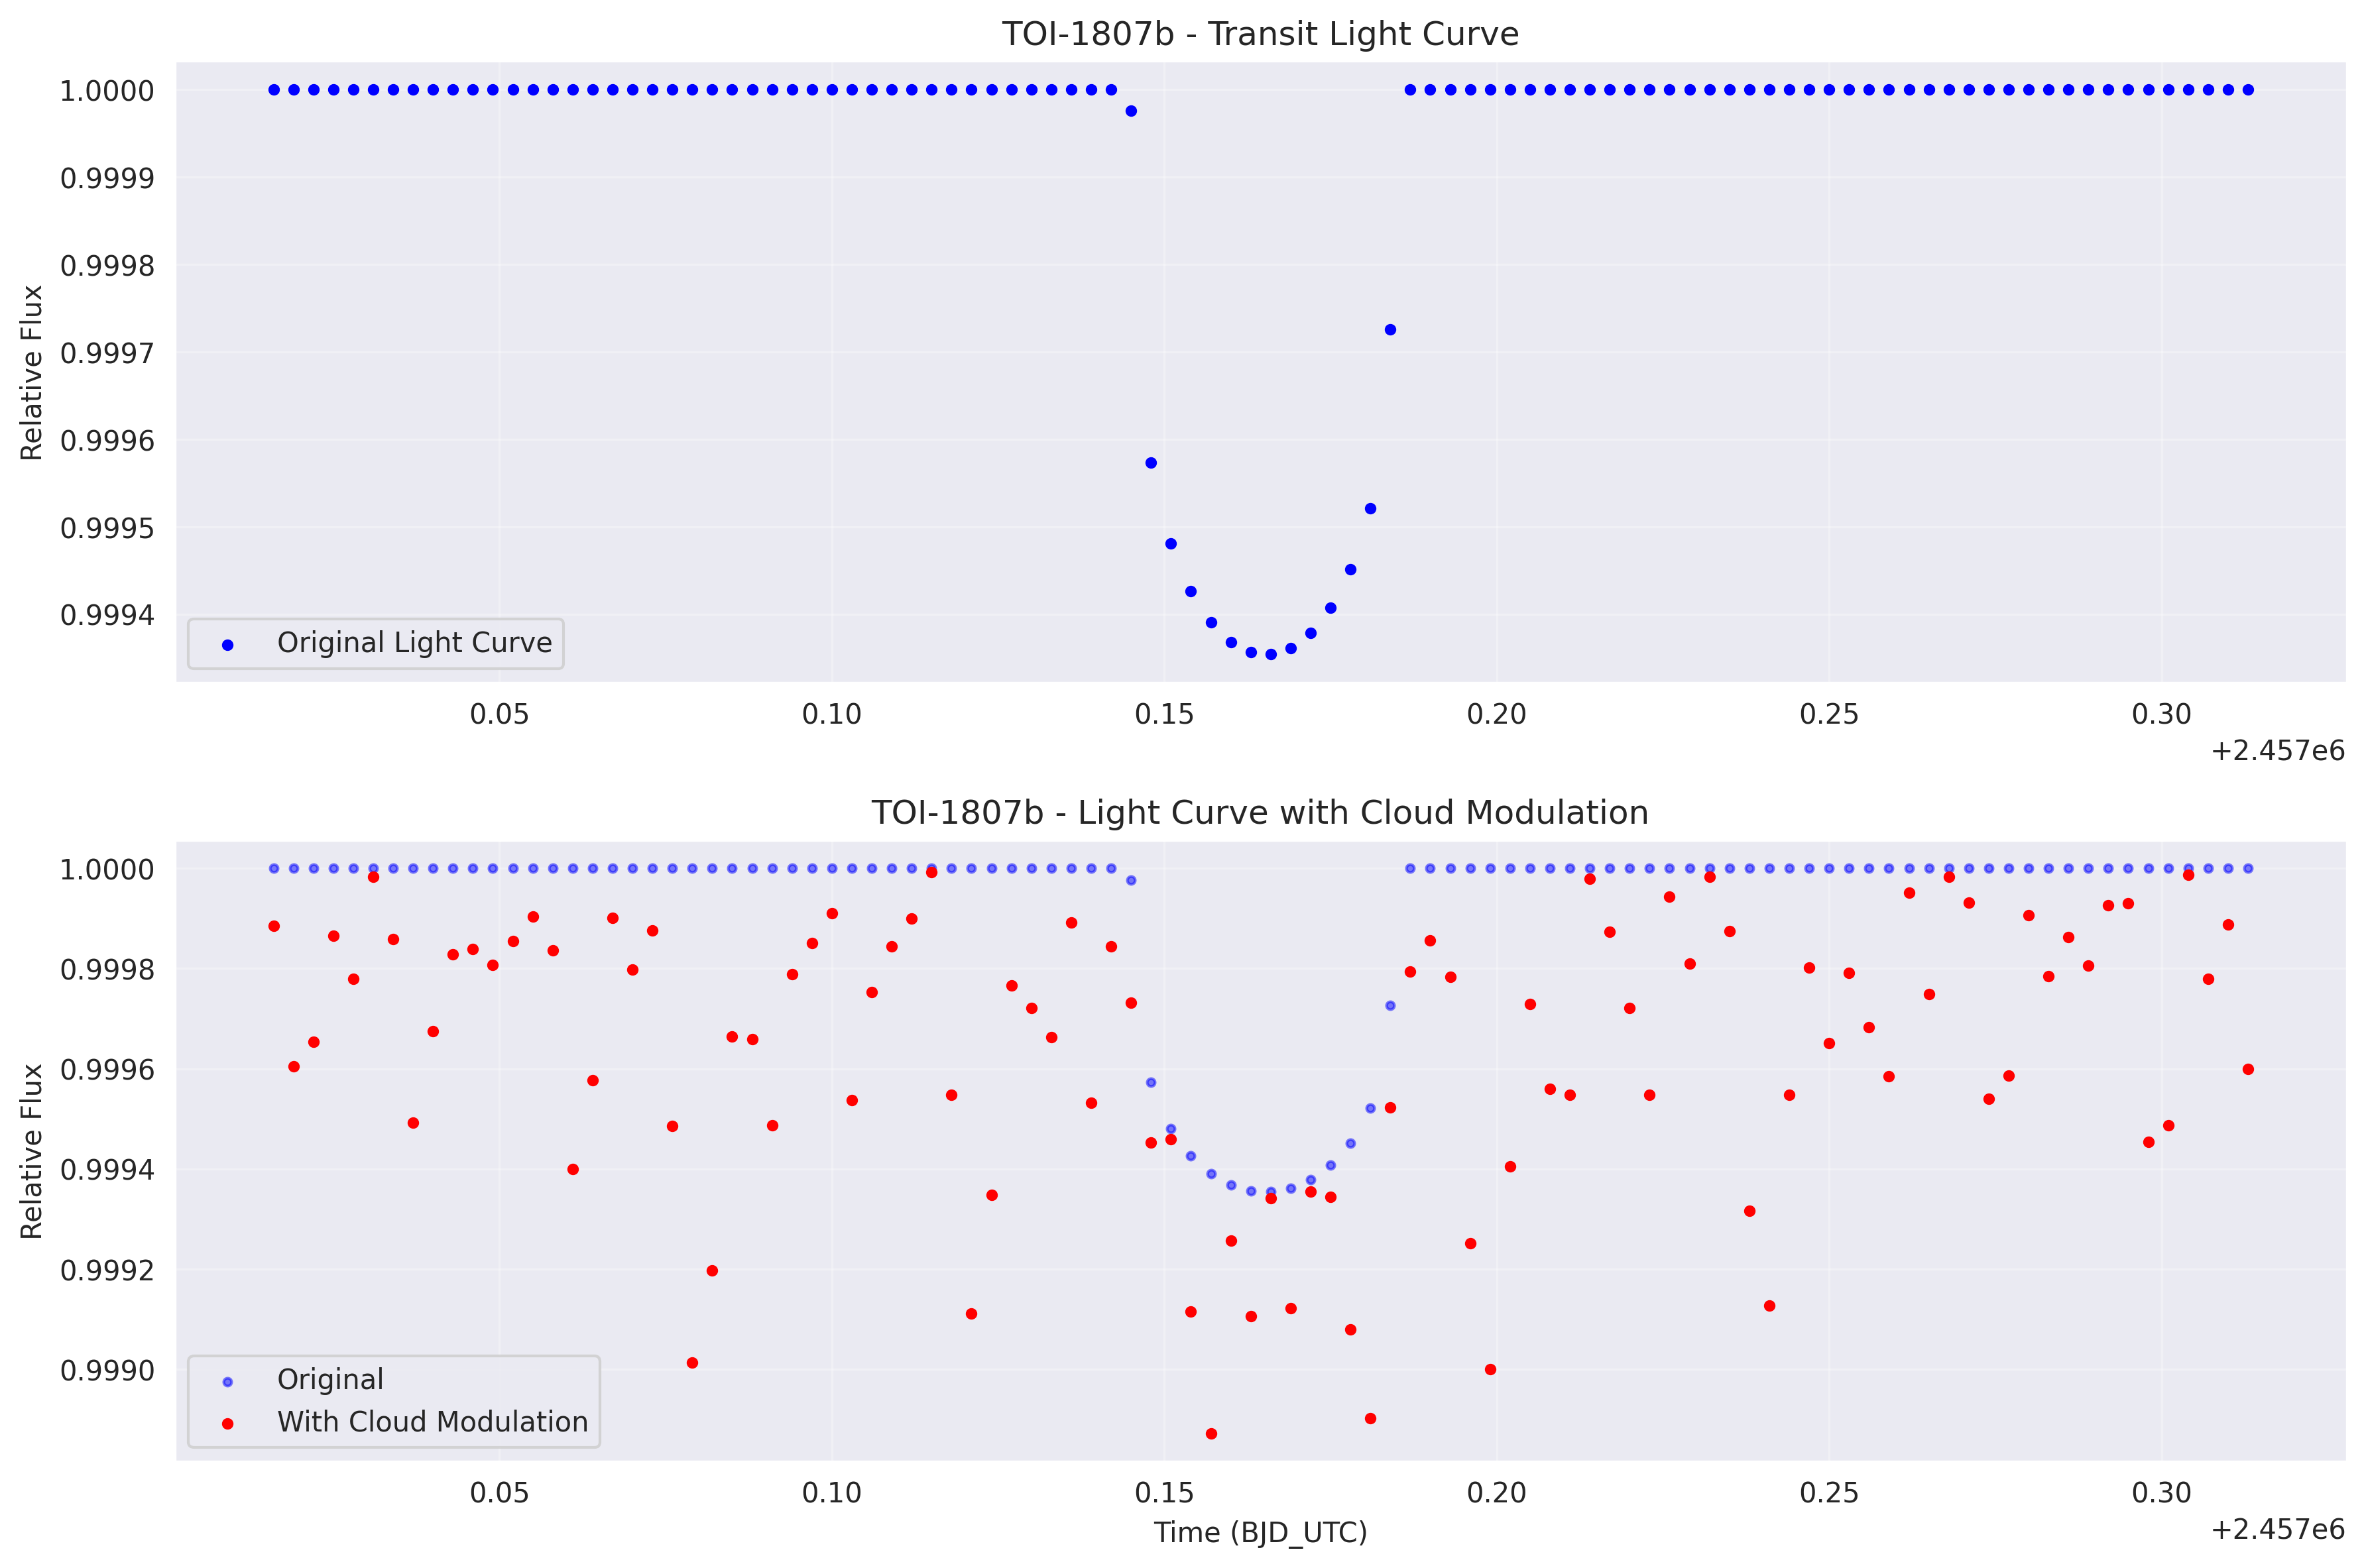 TOI-1807b - Transit Light Curve
Relative Flux
1.0000
0.9999
0.9998
0.9997
0.9996
0.9995
0.9994
Original Light Curve
0.05 0.10 0.15 0.20 0.25 0.30
+2.457e6
TOI-1807b - Light Curve with Cloud Modulation
Relative Flux
1.0000
0.9998
0.9996
0.9994
0.9992
0.9990
Original
With Cloud Modulation
0.05 0.10 0.15 0.20 0.25 0.30
Time (BJD_UTC)
+2.457e6